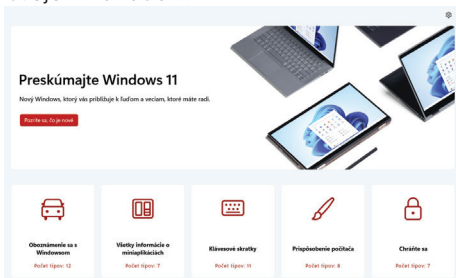 Preskúmajte Windows 11
Nový Windows, ktorý vás približuje k ľuďom a veciam, ktoré máte radi.
Pozrite sa, čo je nové
Oboznámenie sa s
Windowsom
Počet tipov: 12
Všetky informácie o
miniaplikáciách
Počet tipov: 7
Klávesové skratky
Počet tipov: 11
Prispôsobenie počítača
Počet tipov: 8
Chráňte sa
Počet tipov: 7